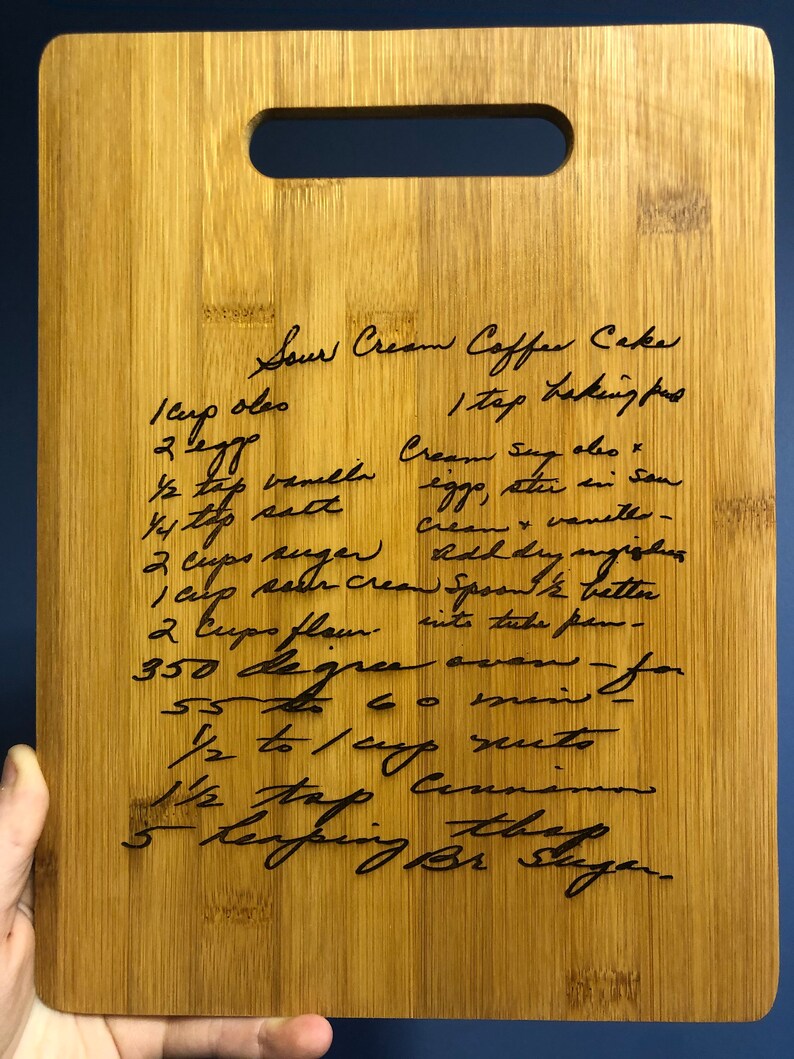 Sour Cream Coffee Cake
1 cup oleo
2 eggs
1/2 tsp vanilla
1/4 tsp salt
2 cups sugar
1 cup sour cream
2 cups flour
1 tsp baking
Cream sug oleo +
eggs, stir in sour
cream + vanilla -
add dry
Spoon 1/2 batter
into tube pan -
350 degree oven - for
55 to 60 min -
1/2 to 1 cup nuts
1 1/2 tsp Cinnimon
5 heaping tbsp
Br Sugar.